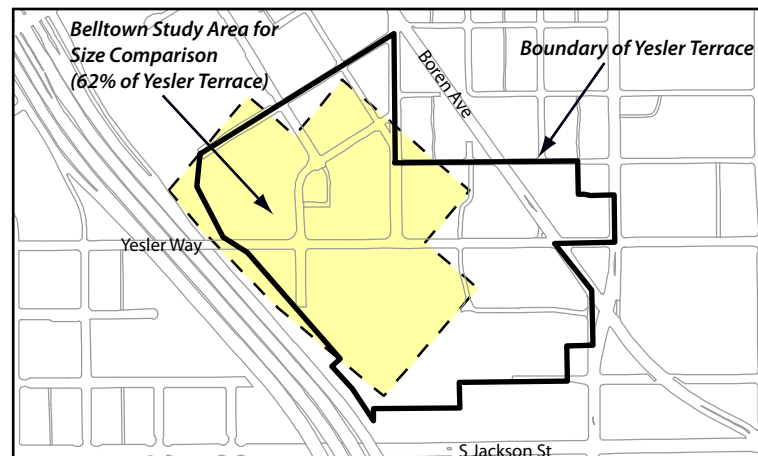 Belltown Study Area for
Size Comparison
(62% of Yesler Terrace)
Boundary of Yesler Terrace
Boren Ave
Yesler Way
S Jackson St